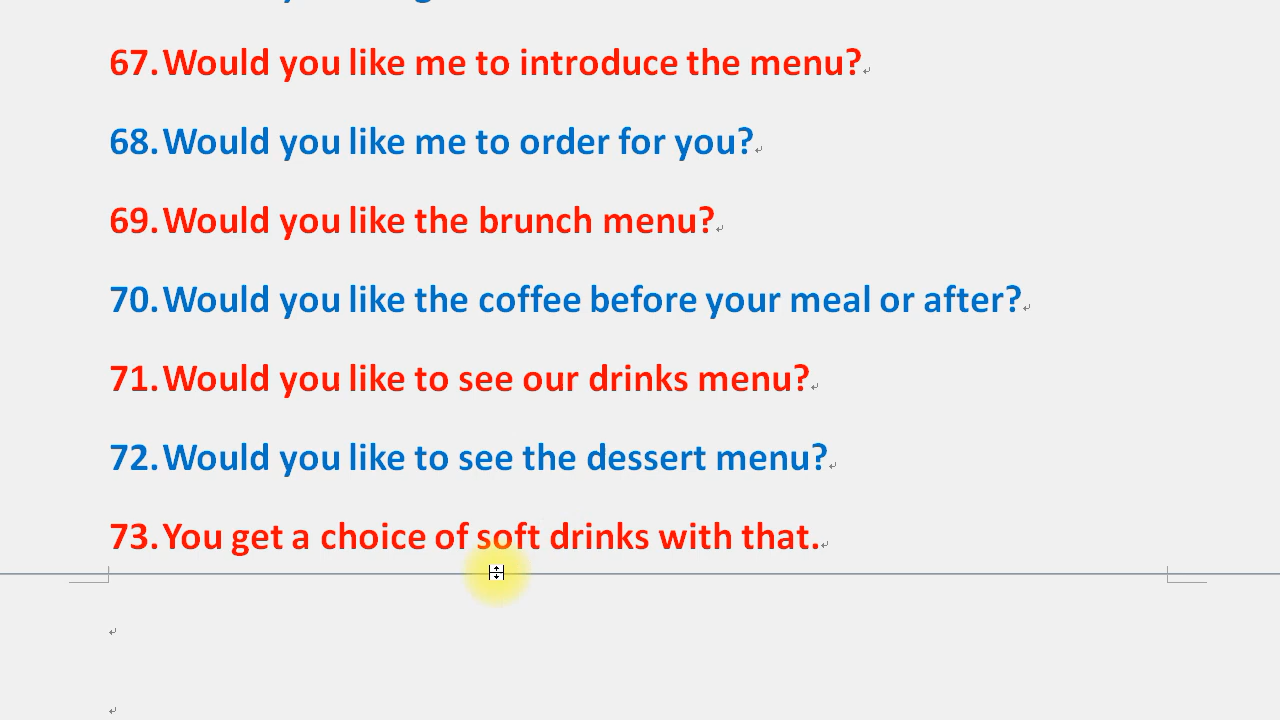 67. Would you like me to introduce the menu?
68. Would you like me to order for you?
69. Would you like the brunch menu?
70. Would you like the coffee before your meal or after?
71. Would you like to see our drinks menu?
72. Would you like to see the dessert menu?
73. You get a choice of soft drinks with that.